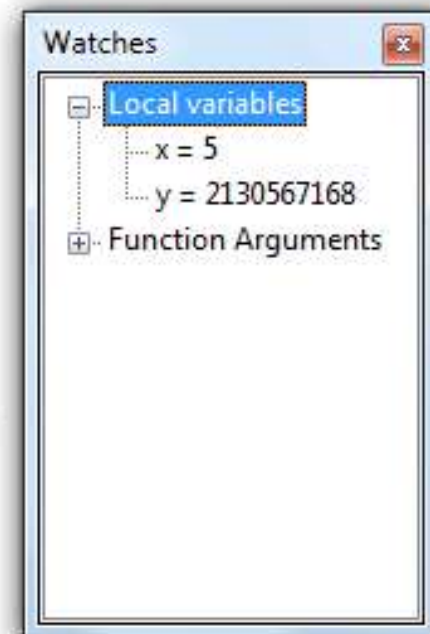 Watches
Local variables
x = 5
y = 2130567168
Function Arguments